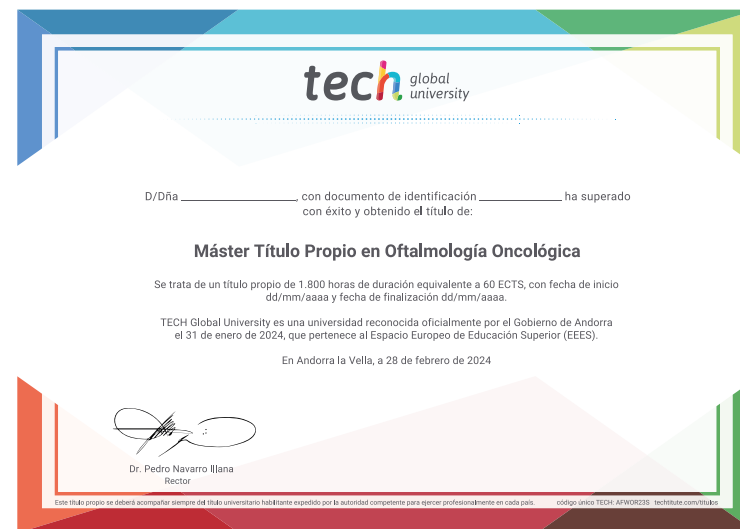 tech global university
D/Dña ____________________, con documento de identificación ______________ ha superado
con éxito y obtenido el título de:
Máster Título Propio en Oftalmología Oncológica
Se trata de un título propio de 1.800 horas de duración equivalente a 60 ECTS, con fecha de inicio
dd/mm/aaaa y fecha de finalización dd/mm/aaaa.
TECH Global University es una universidad reconocida oficialmente por el Gobierno de Andorra
el 31 de enero de 2024, que pertenece al Espacio Europeo de Educación Superior (EEES).
En Andorra la Vella, a 28 de febrero de 2024
Dr. Pedro Navarro Illana
Rector
Este título propio se deberá acompañar siempre del título universitario habilitante expedido por la autoridad competente para ejercer profesionalmente en cada país. código único TECH: AFWOR23S techtitute.com/titulos